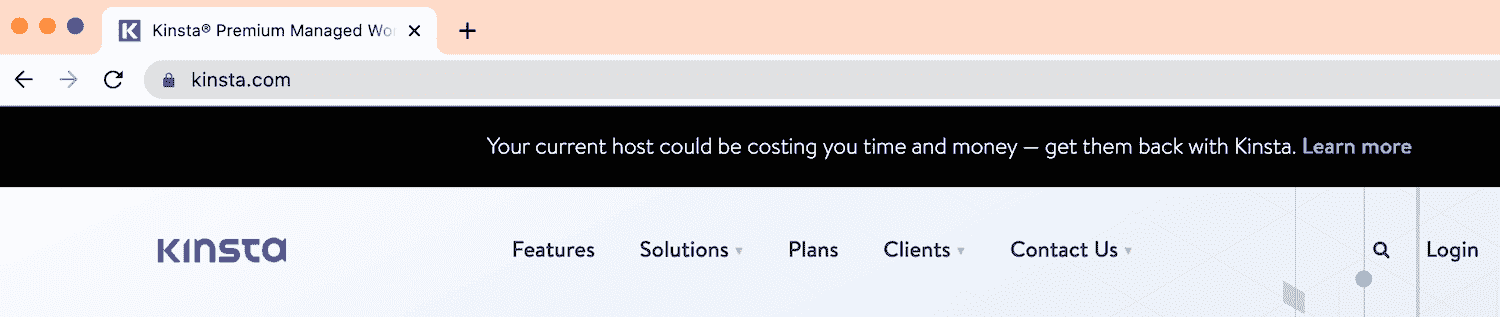 Kinsta® Premium Managed Wor
kinsta.com
Your current host could be costing you time and money — get them back with Kinsta. Learn more
KINSTA Features Solutions Plans Clients Contact Us Login